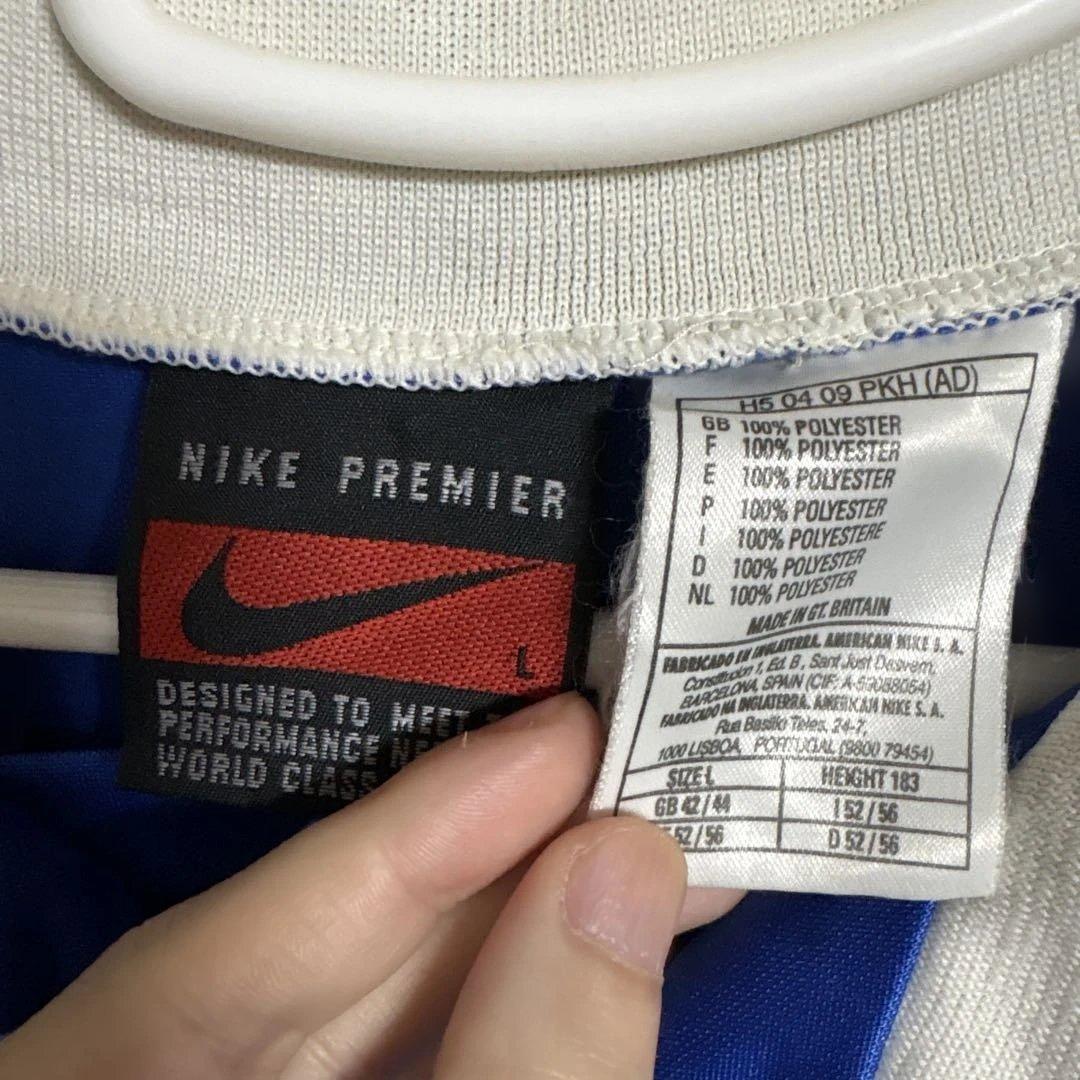 NIKE PREMIER
L
DESIGNED TO MEET
PERFORMANCE
WORLD CLASS
H5 04 09 PKH (AD)
GB 100% POLYESTER
F 100% POLYESTER
E 100% POLYESTER
P 100% POLYESTER
I 100% POLYESTERE
D 100% POLYESTER
NL 100% POLYESTER
MADE IN GT. BRITAIN
FABRICADO EN INGLATERRA. AMERICAN NIKE S. A.
Constitución 1, Ed. B, Sant Just Desvern,
BARCELONA, SPAIN (CIF: A-59088054)
FABRICADO NA INGLATERRA. AMERICAN NIKE S. A.
Rua Basilio Teles, 24-7,
1000 LISBOA, PORTUGAL (9800 79454)
SIZE L HEIGHT 183
GB 42/44 I 52/56
52/56 D 52/56